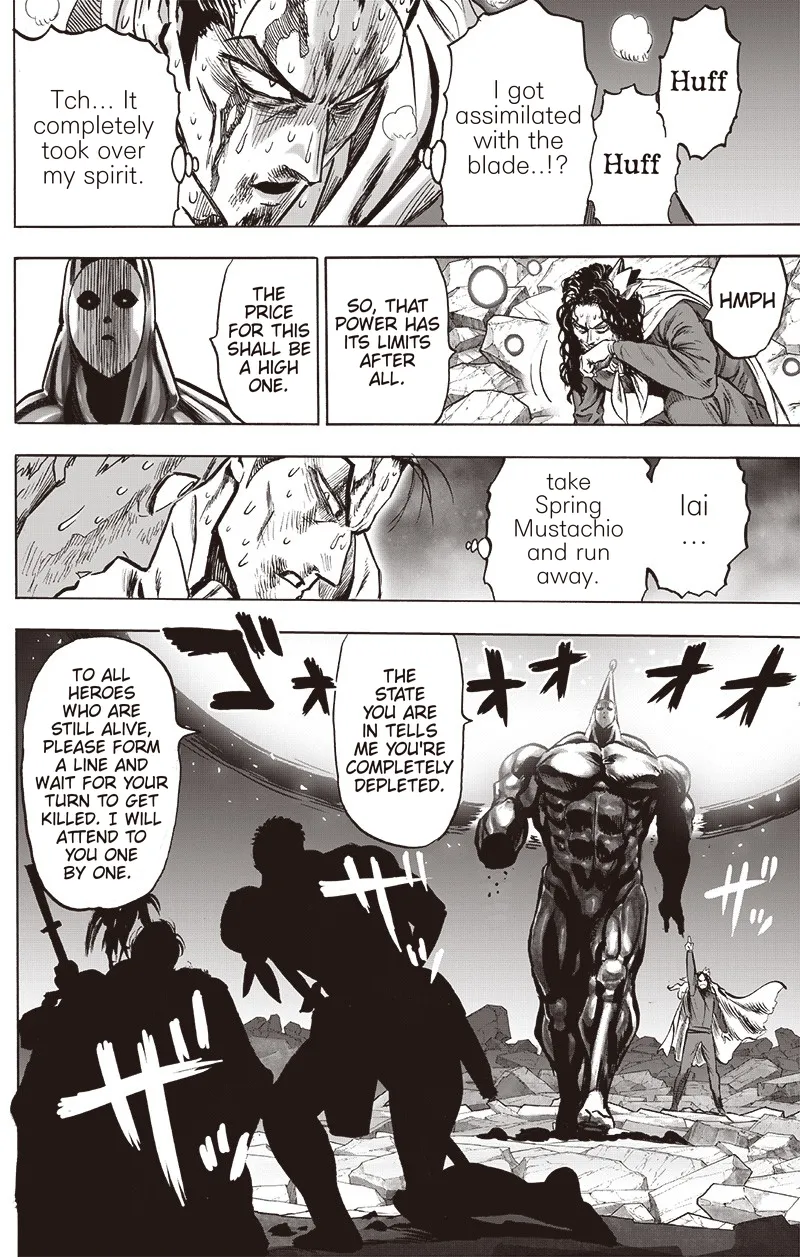 Huff
Huff
I got
assimilated
with the
blade..!?
Tch... It
completely
took over
my spirit.
HMPH
SO, THAT
POWER HAS
ITS LIMITS
AFTER
ALL.
THE
PRICE
FOR THIS
SHALL BE
A HIGH
ONE.
Iai
...
take
Spring
Mustachio
and run
away.
ゴオオオオ
THE
STATE
YOU ARE
IN TELLS
ME YOU'RE
COMPLETELY
DEPLETED.
TO ALL
HEROES
WHO ARE
STILL ALIVE,
PLEASE FORM
A LINE AND
WAIT FOR YOUR
TURN TO GET
KILLED. I WILL
ATTEND TO
YOU ONE
BY ONE.
ザッ
ザッ
ザッ